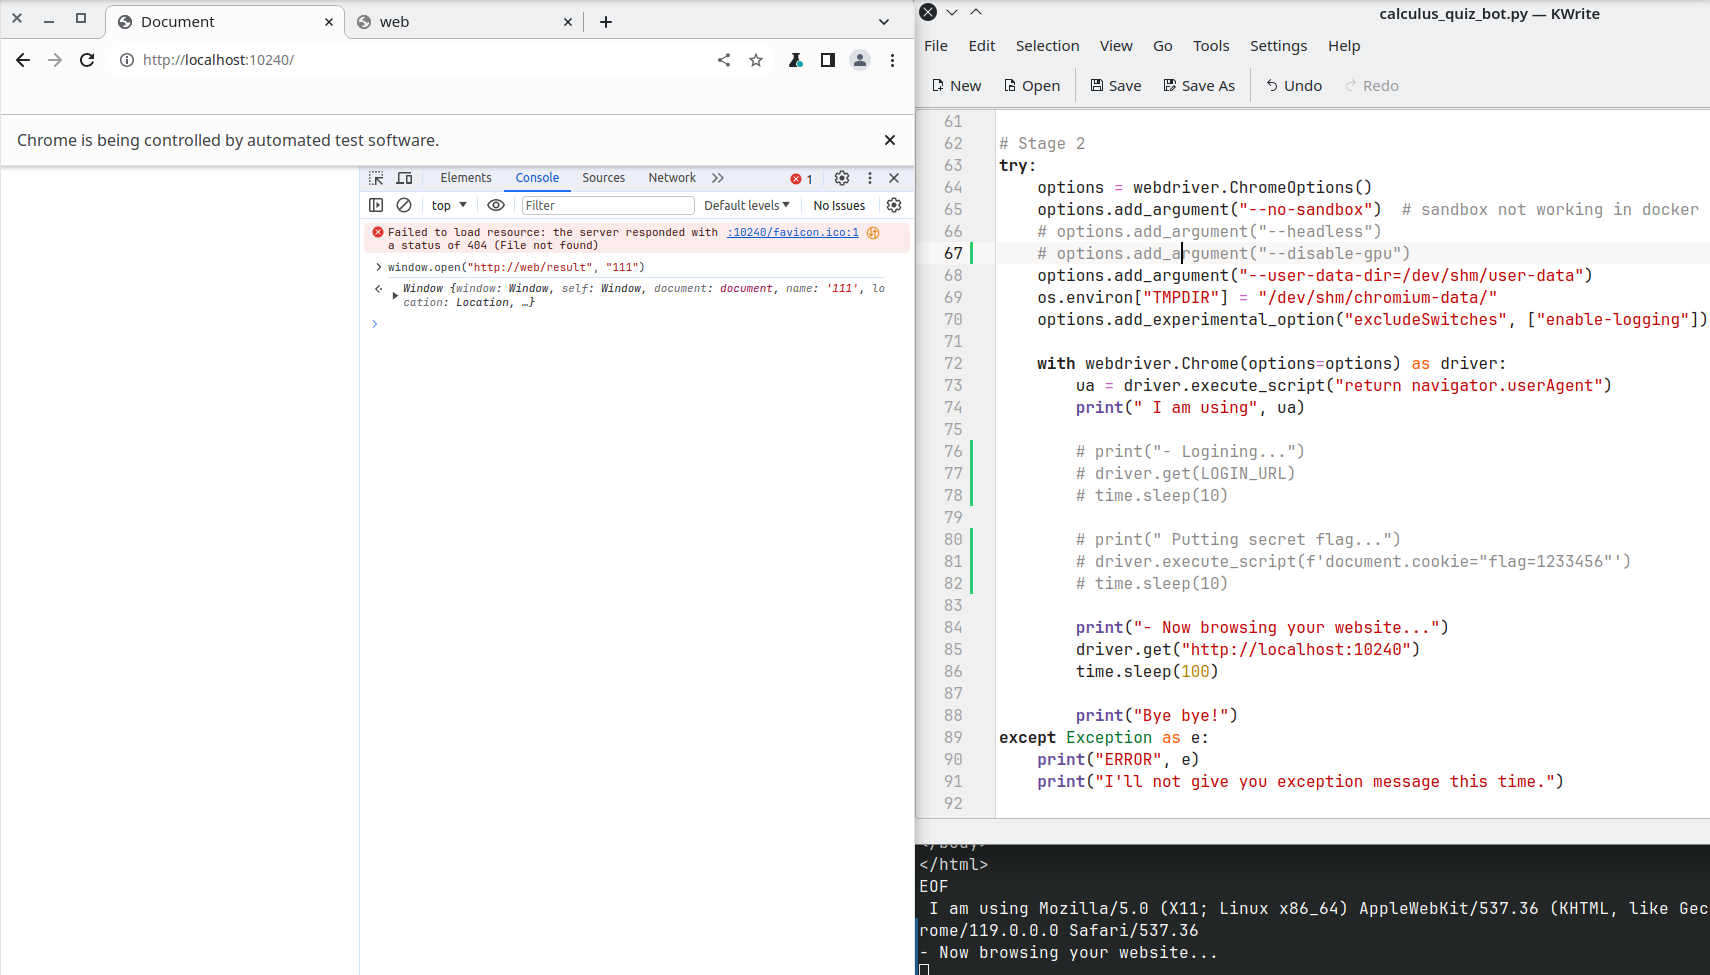 Document
web
http://localhost:10240/
Chrome is being controlled by automated test software.
Elements Console Sources Network 1
top Filter Default levels No Issues
Failed to load resource: the server responded with :10240/favicon.ico:1
a status of 404 (File not found)
window.open("http://web/result", "111")
Window {window: Window, self: Window, document: document, name: '111', lo
cation: Location, …}
calculus_quiz_bot.py — KWrite
File Edit Selection View Go Tools Settings Help
New Open Save Save As Undo Redo
61
62 # Stage 2
63 try:
64 options = webdriver.ChromeOptions()
65 options.add_argument("--no-sandbox") # sandbox not working in docker
66 # options.add_argument("--headless")
67 # options.add_argument("--disable-gpu")
68 options.add_argument("--user-data-dir=/dev/shm/user-data")
69 os.environ["TMPDIR"] = "/dev/shm/chromium-data/"
70 options.add_experimental_option("excludeSwitches", ["enable-logging"])
71
72 with webdriver.Chrome(options=options) as driver:
73 ua = driver.execute_script("return navigator.userAgent")
74 print(" I am using", ua)
75
76 # print("- Logining...")
77 # driver.get(LOGIN_URL)
78 # time.sleep(10)
79
80 # print(" Putting secret flag...")
81 # driver.execute_script(f'document.cookie="flag=1233456"')
82 # time.sleep(10)
83
84 print("- Now browsing your website...")
85 driver.get("http://localhost:10240")
86 time.sleep(100)
87
88 print("Bye bye!")
89 except Exception as e:
90 print("ERROR", e)
91 print("I'll not give you exception message this time.")
92
</body>
</html>
EOF
I am using Mozilla/5.0 (X11; Linux x86_64) AppleWebKit/537.36 (KHTML, like Gec
rome/119.0.0.0 Safari/537.36
- Now browsing your website...